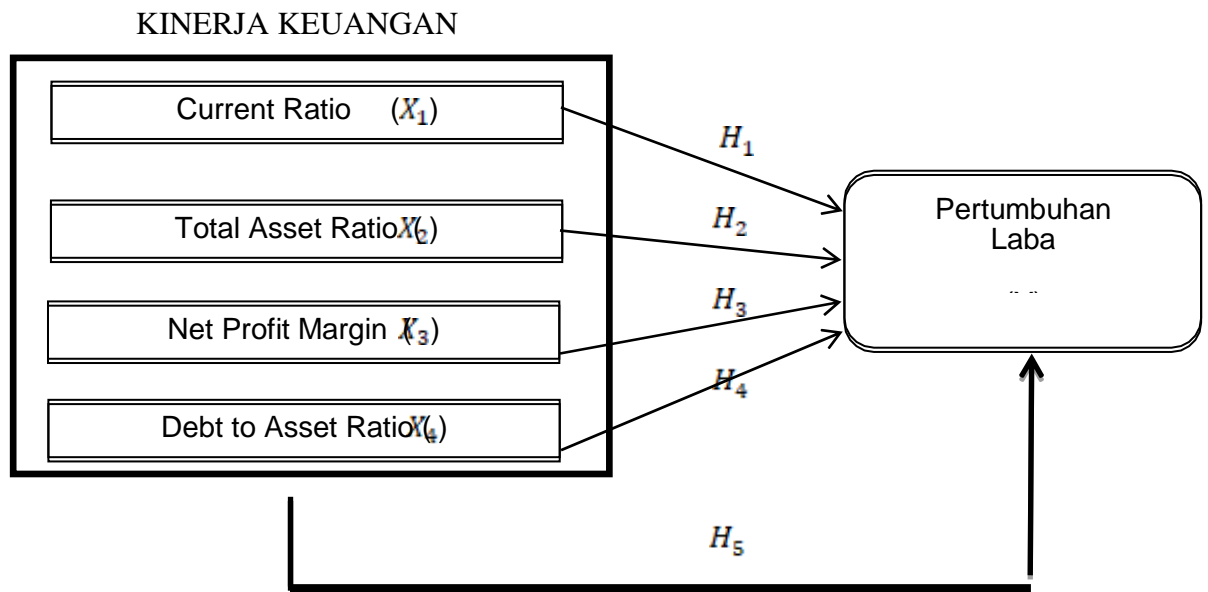 KINERJA KEUANGAN
Current Ratio (X₁)
H₁
Total Asset Ratio (X₂)
H₂
Net Profit Margin (X₃)
H₃
Debt to Asset Ratio (X₄)
H₄
Pertumbuhan
Laba
H₅